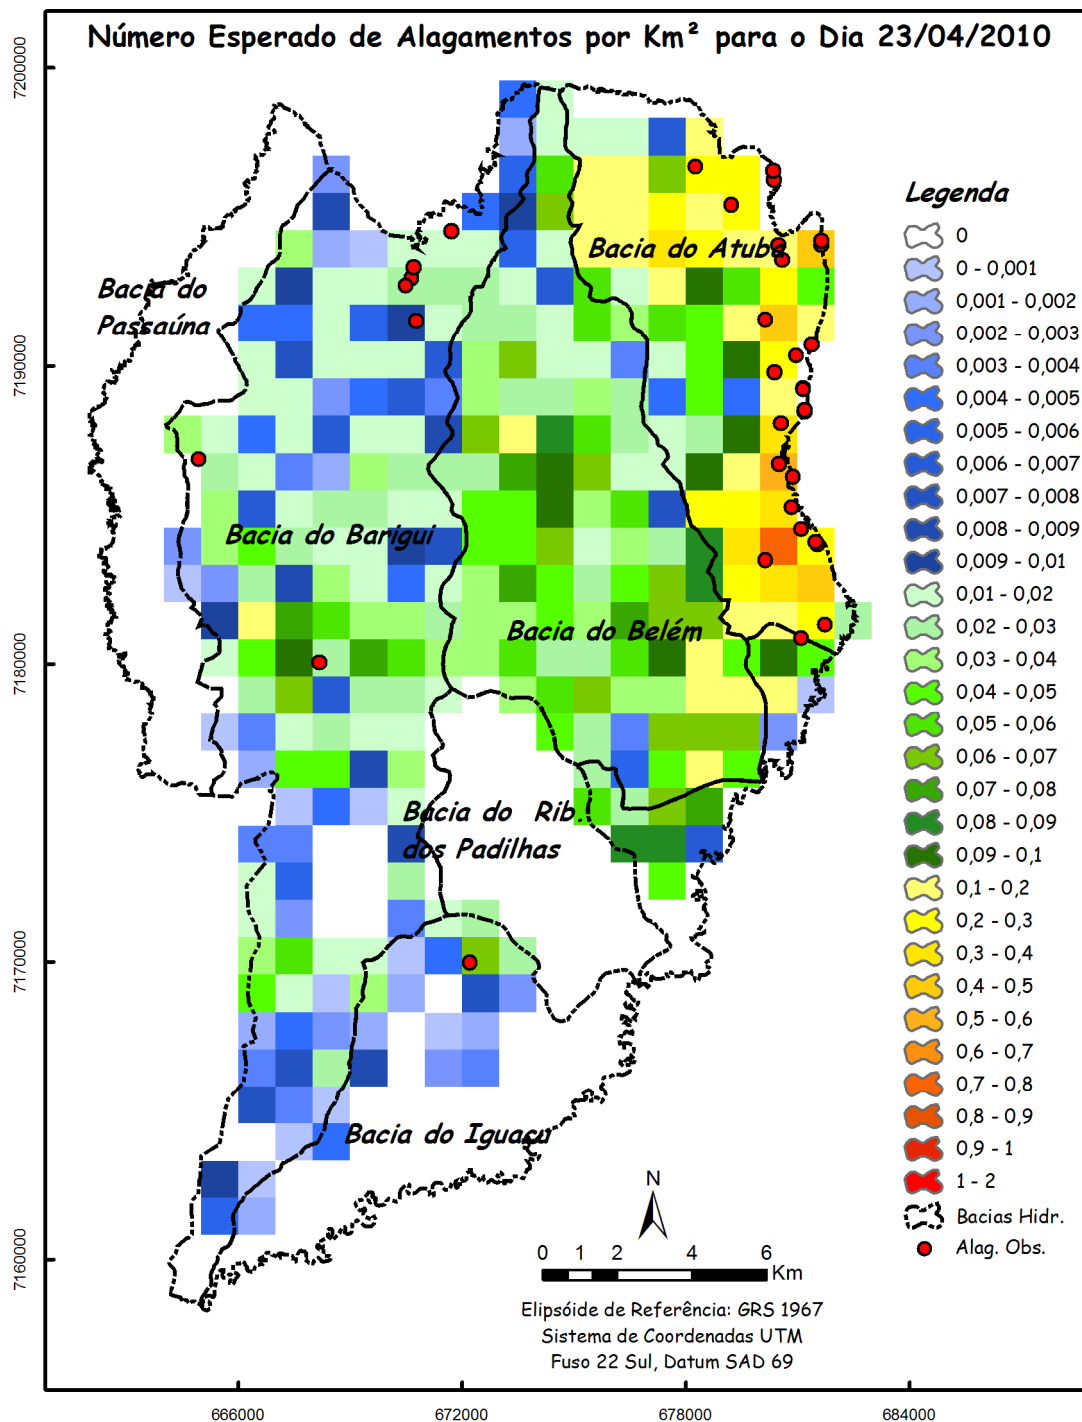 Número Esperado de Alagamentos por Km² para o Dia 23/04/2010
7200000
7190000
7180000
7170000
7160000
Bacia do
Passaúna
Bacia do Atuba
Bacia do Barigui
Bacia do Belém
Bacia do Rib.
dos Padilhas
Bacia do Iguaçu
Legenda
0
0 - 0,001
0,001 - 0,002
0,002 - 0,003
0,003 - 0,004
0,004 - 0,005
0,005 - 0,006
0,006 - 0,007
0,007 - 0,008
0,008 - 0,009
0,009 - 0,01
0,01 - 0,02
0,02 - 0,03
0,03 - 0,04
0,04 - 0,05
0,05 - 0,06
0,06 - 0,07
0,07 - 0,08
0,08 - 0,09
0,09 - 0,1
0,1 - 0,2
0,2 - 0,3
0,3 - 0,4
0,4 - 0,5
0,5 - 0,6
0,6 - 0,7
0,7 - 0,8
0,8 - 0,9
0,9 - 1
1 - 2
Bacias Hidr.
Alag. Obs.
N
0 1 2 4 6
Km
Elipsóide de Referência: GRS 1967
Sistema de Coordenadas UTM
Fuso 22 Sul, Datum SAD 69
666000 672000 678000 684000